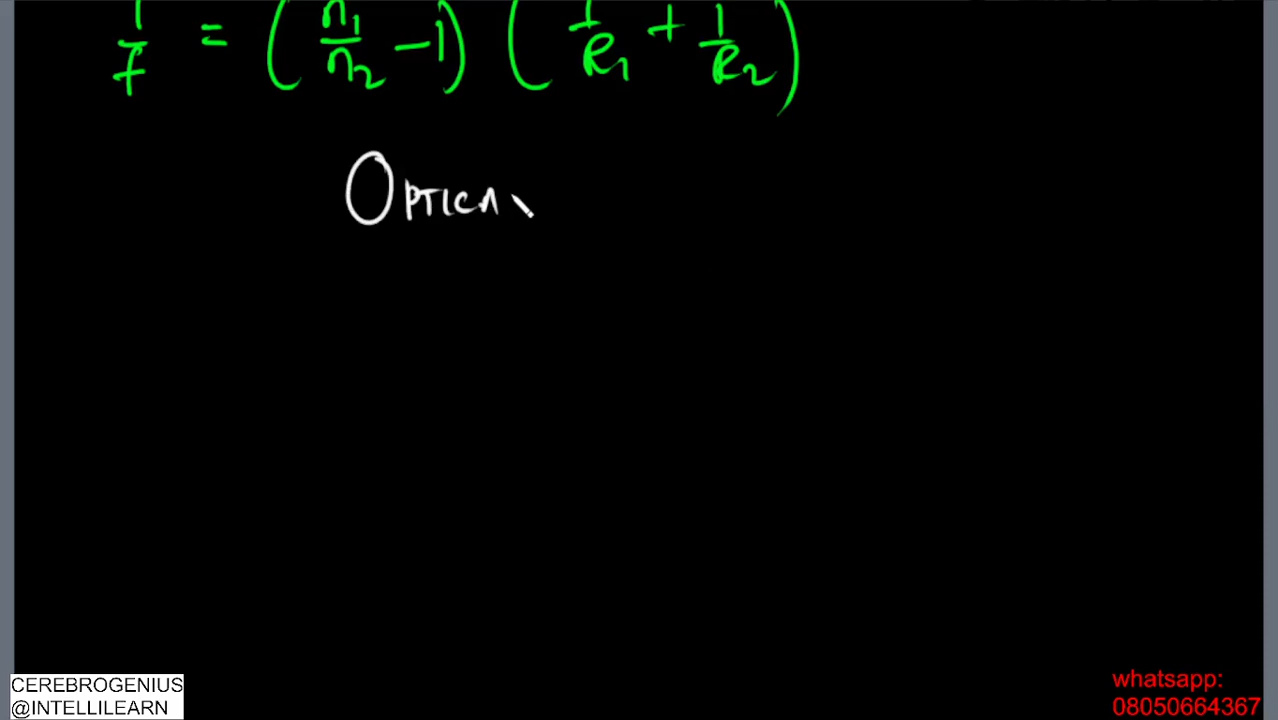 1/f = (n₁/n₂ - 1) (1/R₁ + 1/R₂)
OPTICA
CEREBROGENIUS
@INTELLILEARN
whatsapp:
08050664367